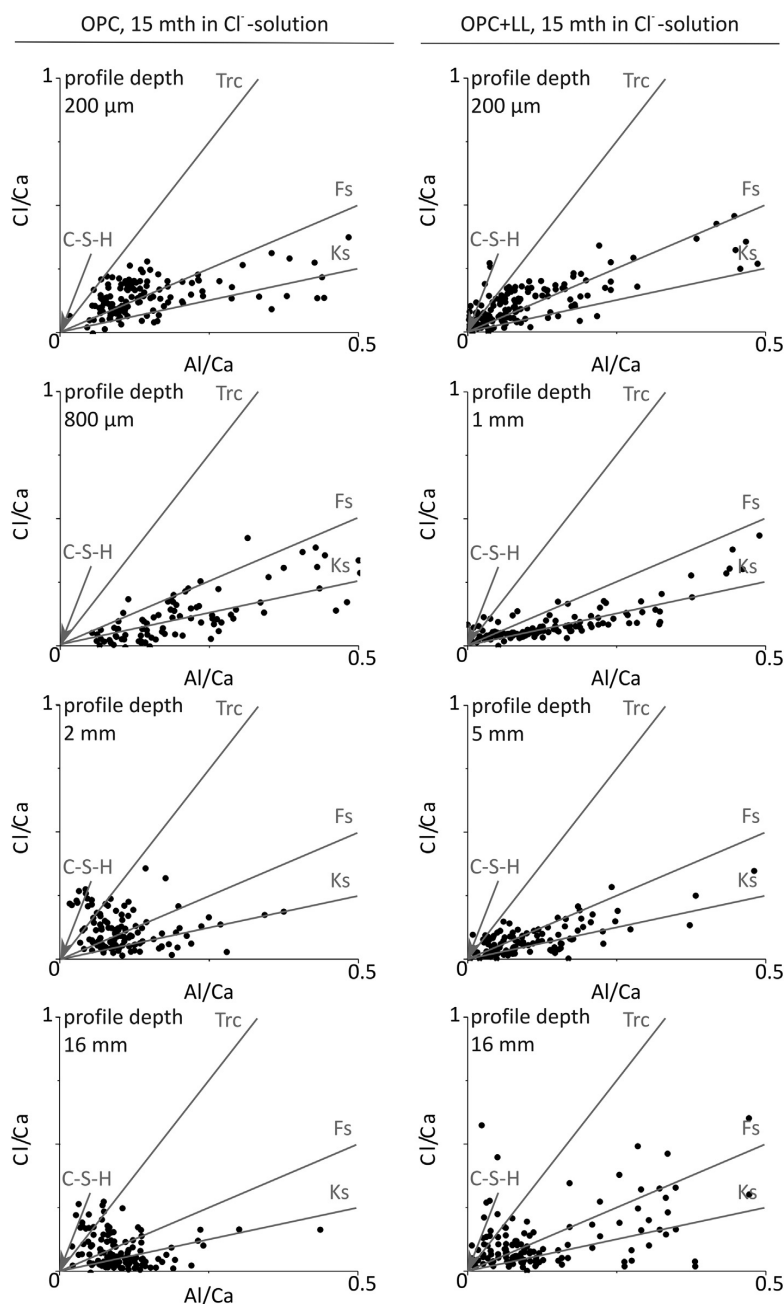 OPC, 15 mth in Cl⁻-solution
OPC+LL, 15 mth in Cl⁻-solution
1
profile depth
200 µm
Trc
Fs
Ks
C-S-H
Cl/Ca
0
0.5
Al/Ca
1
profile depth
200 µm
Trc
Fs
Ks
C-S-H
Cl/Ca
0
0.5
Al/Ca
1
profile depth
800 µm
Trc
Fs
Ks
C-S-H
Cl/Ca
0
0.5
Al/Ca
1
profile depth
1 mm
Trc
Fs
Ks
C-S-H
Cl/Ca
0
0.5
Al/Ca
1
profile depth
2 mm
Trc
Fs
Ks
C-S-H
Cl/Ca
0
0.5
Al/Ca
1
profile depth
5 mm
Trc
Fs
Ks
C-S-H
Cl/Ca
0
0.5
Al/Ca
1
profile depth
16 mm
Trc
Fs
Ks
C-S-H
Cl/Ca
0
0.5
Al/Ca
1
profile depth
16 mm
Trc
Fs
Ks
C-S-H
Cl/Ca
0
0.5
Al/Ca